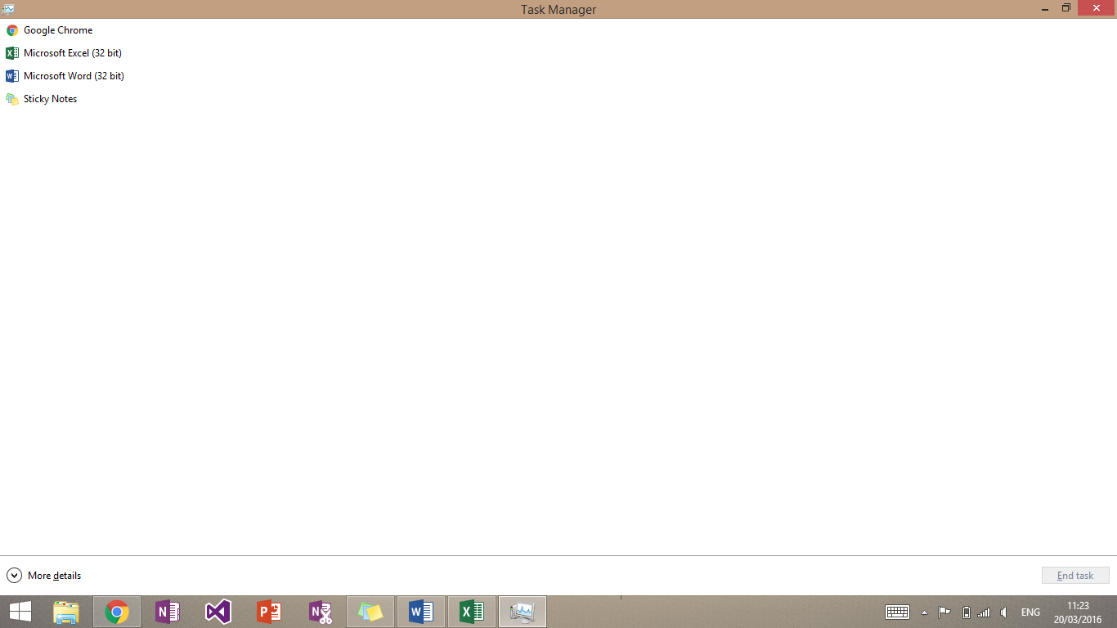 Task Manager
Google Chrome
Microsoft Excel (32 bit)
Microsoft Word (32 bit)
Sticky Notes
More details
End task
ENG
11:23
20/03/2016